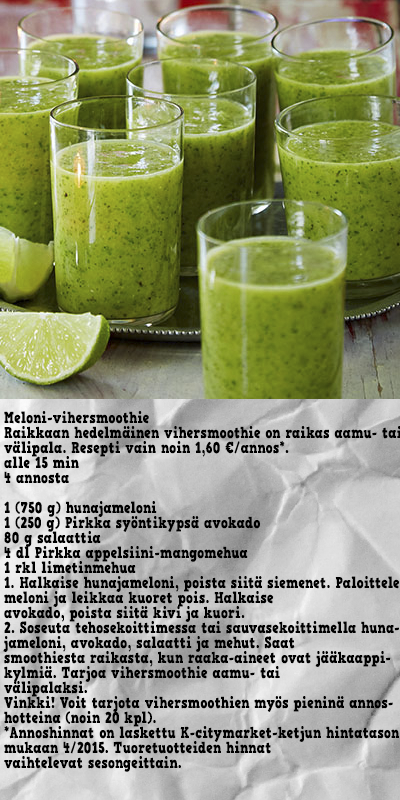 Meloni-vihersmoothie
Raikkaan hedelmäinen vihersmoothie on raikas aamu- tai
välipala. Resepti vain noin 1,60 €/annos*.
alle 15 min
4 annosta
1 (750 g) hunajameloni
1 (250 g) Pirkka syöntikypsä avokado
80 g salaattia
4 dl Pirkka appelsiini-mangomehua
1 rkl limetinmehua
1. Halkaise hunajameloni, poista siitä siemenet. Paloittele
meloni ja leikkaa kuoret pois. Halkaise
avokado, poista siitä kivi ja kuori.
2. Soseuta tehosekoittimessa tai sauvasekoittimella huna-
jameloni, avokado, salaatti ja mehut. Saat
smoothiesta raikasta, kun raaka-aineet ovat jääkaappi-
kylmiä. Tarjoa vihersmoothie aamu- tai
välipalaksi.
Vinkki! Voit tarjota vihersmoothien myös pieninä annos-
hotteina (noin 20 kpl).
*Annoshinnat on laskettu K-citymarket-ketjun hintatason
mukaan 4/2015. Tuoretuotteiden hinnat
vaihtelevat sesongeittain.